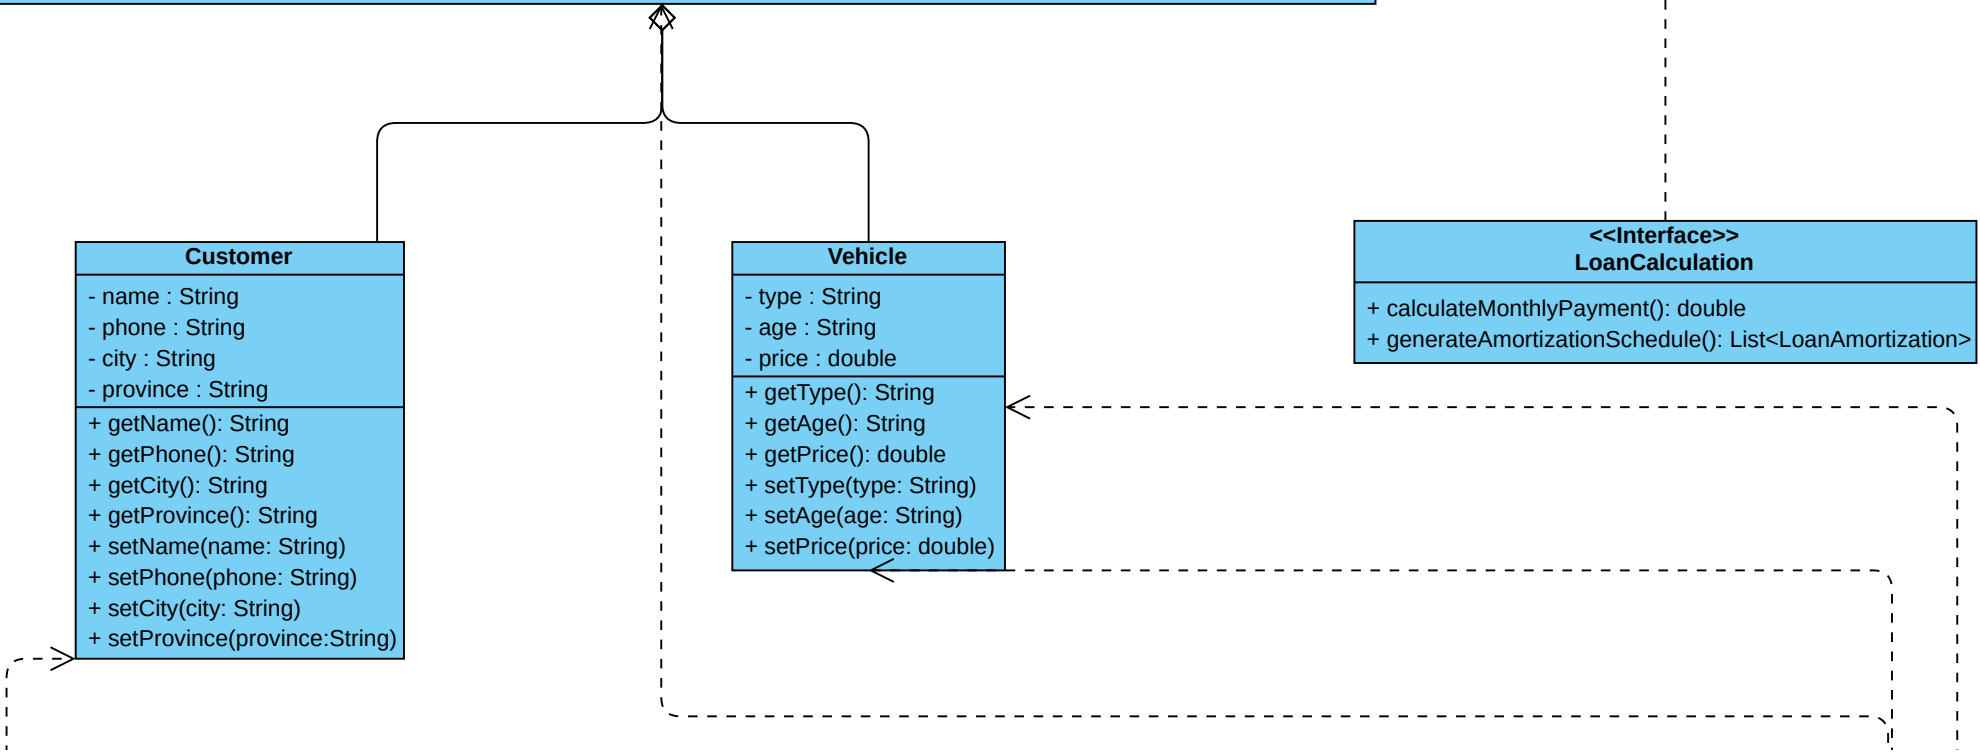 Customer
- name : String
- phone : String
- city : String
- province : String
+ getName(): String
+ getPhone(): String
+ getCity(): String
+ getProvince(): String
+ setName(name: String)
+ setPhone(phone: String)
+ setCity(city: String)
+ setProvince(province:String)
Vehicle
- type : String
- age : String
- price : double
+ getType(): String
+ getAge(): String
+ getPrice(): double
+ setType(type: String)
+ setAge(age: String)
+ setPrice(price: double)
<<Interface>>
LoanCalculation
+ calculateMonthlyPayment(): double
+ generateAmortizationSchedule(): List<LoanAmortization>